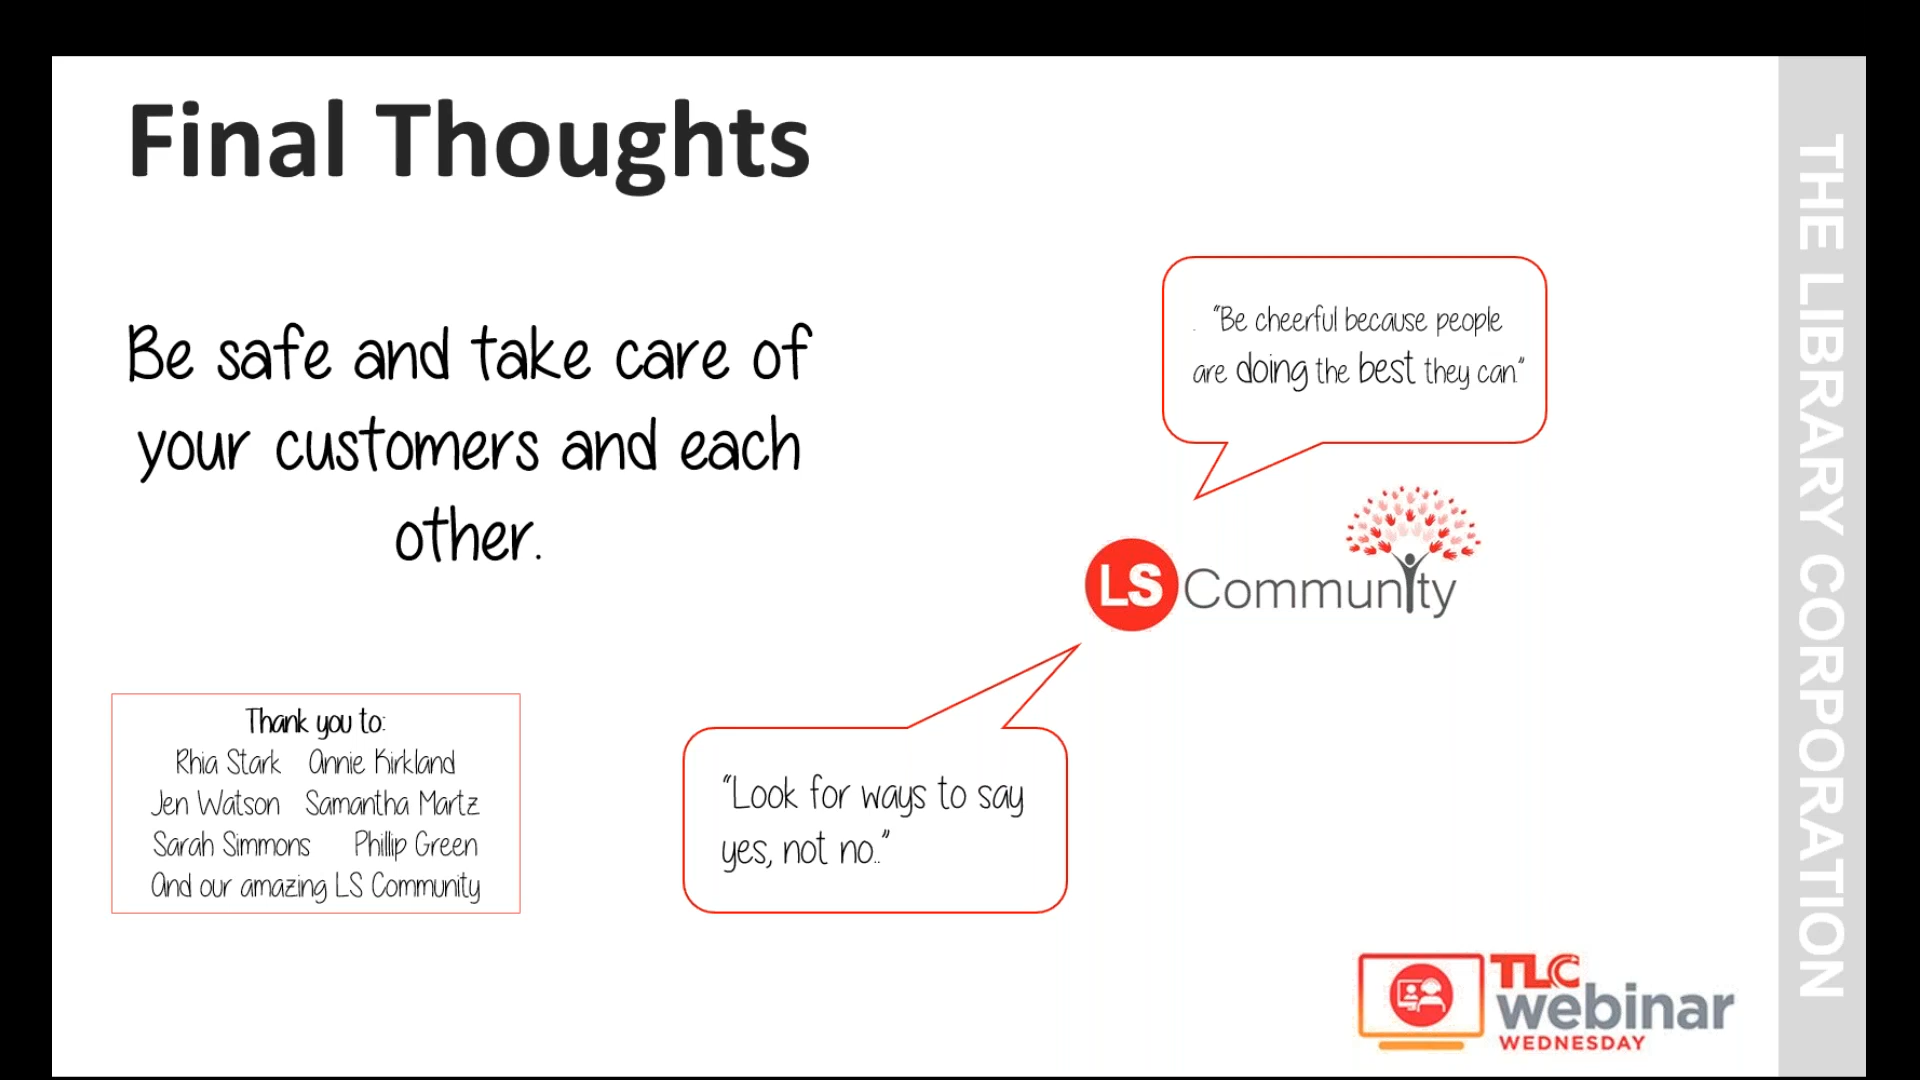 Final Thoughts
Be safe and take care of
your customers and each
other.
. "Be cheerful because people
are doing the best they can."
LS Community
"Look for ways to say
yes, not no.."
Thank you to:
Rhia Stark Annie Kirkland
Jen Watson Samantha Martz
Sarah Simmons Phillip Green
And our amazing LS Community
TLC
webinar
WEDNESDAY
THE LIBRARY CORPORATION